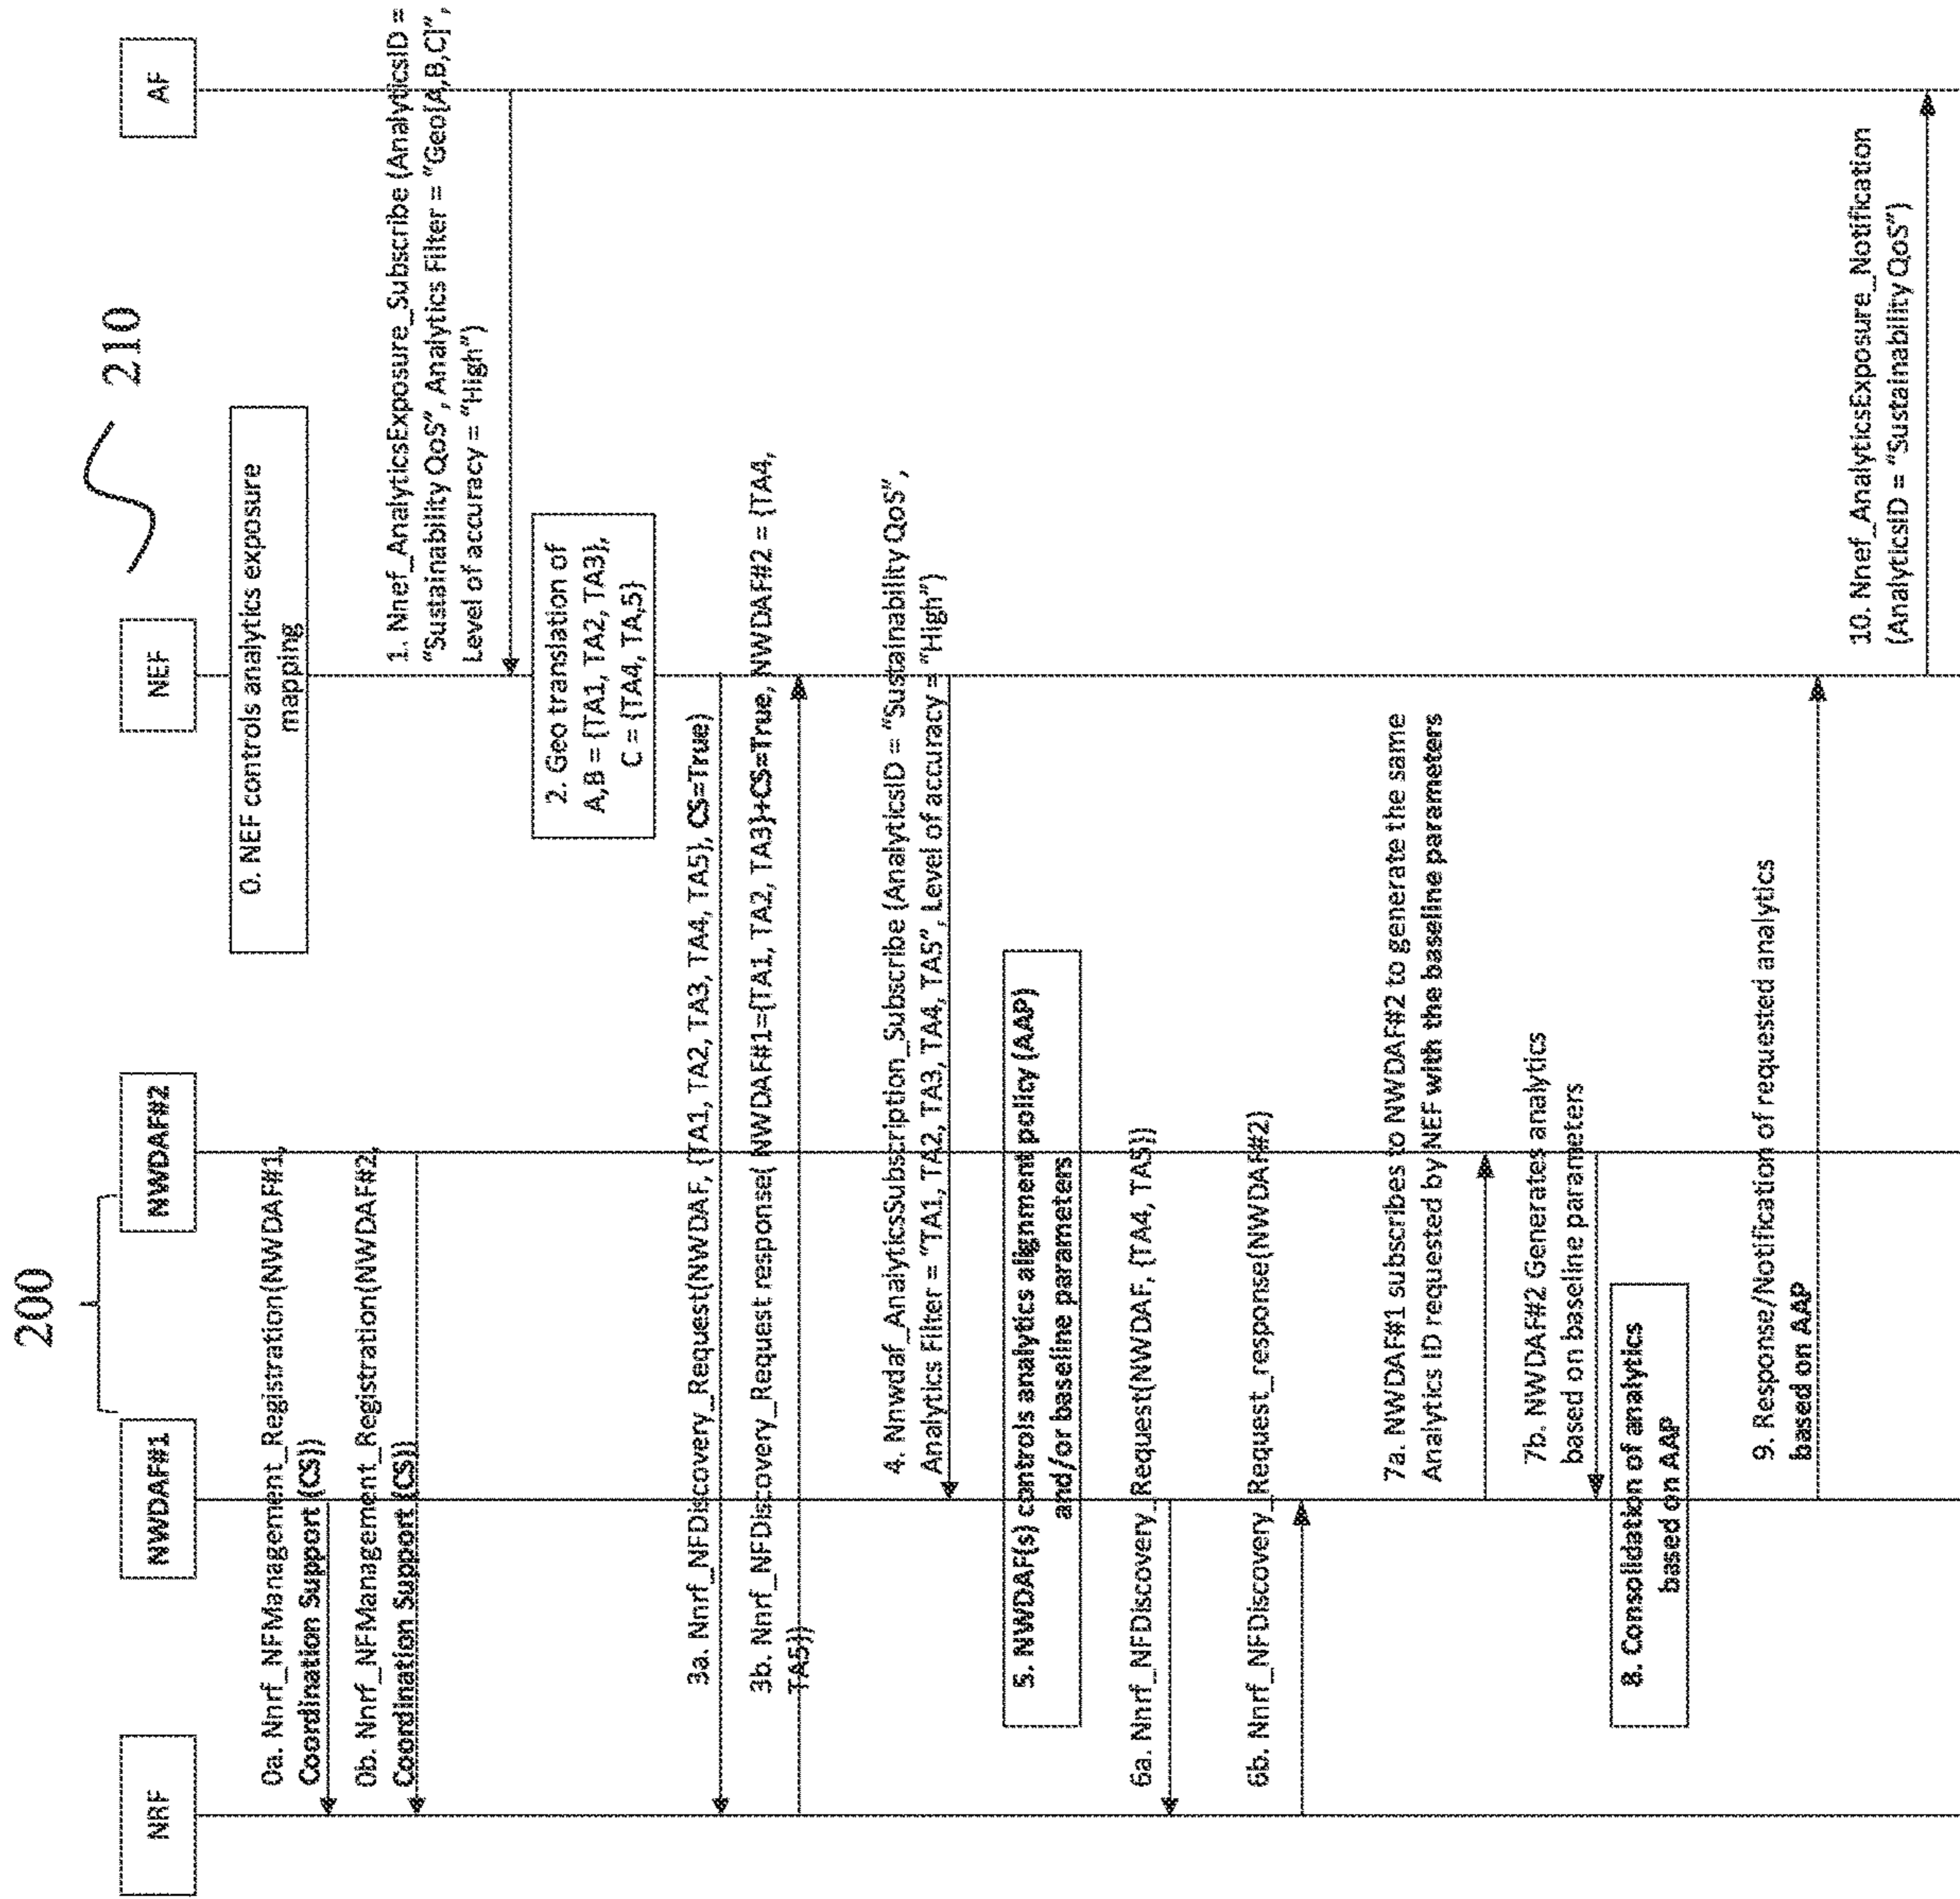 200
210
NRF
NWDAF#1
NWDAF#2
NEF
AF
0. NEF controls analytics exposure
mapping
0a. Nnrf_NFManagement_Registration(NWDAF#1,
Coordination Support (CS))
0b. Nnrf_NFManagement_Registration(NWDAF#2,
Coordination Support (CS))
1. Nnef_AnalyticsExposure_Subscribe (AnalyticsID =
"Sustainability QoS", Analytics Filter = "Geo[A,B,C]",
Level of accuracy = "High")
2. Geo translation of
A,B = {TA1, TA2, TA3},
C = {TA4, TA,5}
3a. Nnrf_NFDiscovery_Request(NWDAF, {TA1, TA2, TA3, TA4, TA5}, CS=True)
3b. Nnrf_NFDiscovery_Request response( NWDAF#1={TA1, TA2, TA3}+CS=True, NWDAF#2 = {TA4,
TA5})
4. Nnwdaf_AnalyticsSubscription_Subscribe (AnalyticsID = "Sustainability QoS",
Analytics Filter = "TA1, TA2, TA3, TA4, TA5", Level of accuracy = "High")
5. NWDAF(s) controls analytics alignment policy (AAP)
and/or baseline parameters
6a. Nnrf_NFDiscovery_Request(NWDAF, {TA4, TA5})
6b. Nnrf_NFDiscovery_Request_response(NWDAF#2)
7a. NWDAF#1 subscribes to NWDAF#2 to generate the same
Analytics ID requested by NEF with the baseline parameters
7b. NWDAF#2 Generates analytics
based on baseline parameters
8. Consolidation of analytics
based on AAP
9. Response/Notification of requested analytics
based on AAP
10. Nnef_AnalyticsExposure_Notification
(AnalyticsID = "Sustainability QoS")